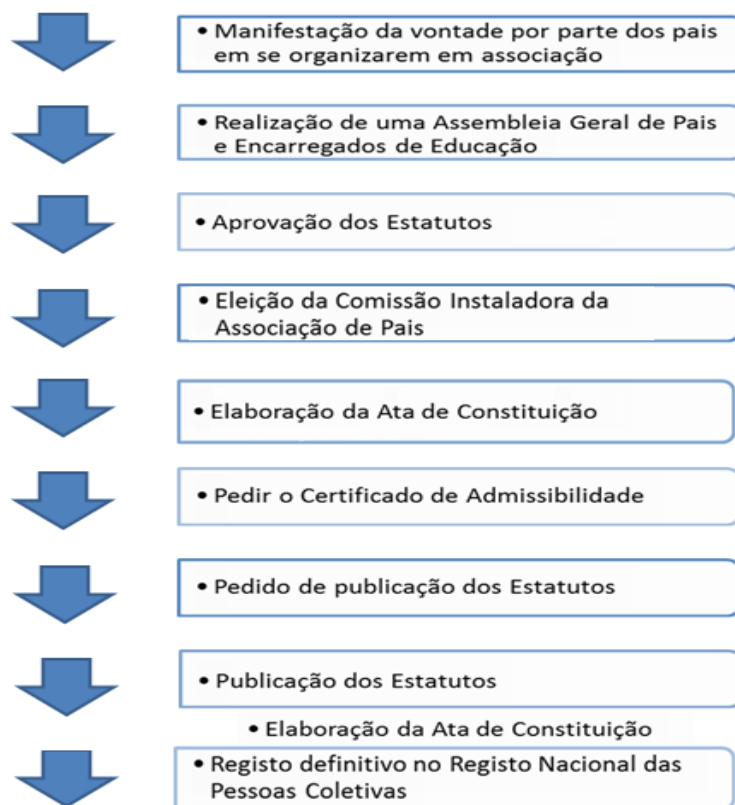 • Manifestação da vontade por parte dos pais
em se organizarem em associação
• Realização de uma Assembleia Geral de Pais
e Encarregados de Educação
• Aprovação dos Estatutos
• Eleição da Comissão Instaladora da
Associação de Pais
• Elaboração da Ata de Constituição
• Pedir o Certificado de Admissibilidade
• Pedido de publicação dos Estatutos
• Publicação dos Estatutos
• Elaboração da Ata de Constituição
• Registo definitivo no Registo Nacional das
Pessoas Coletivas